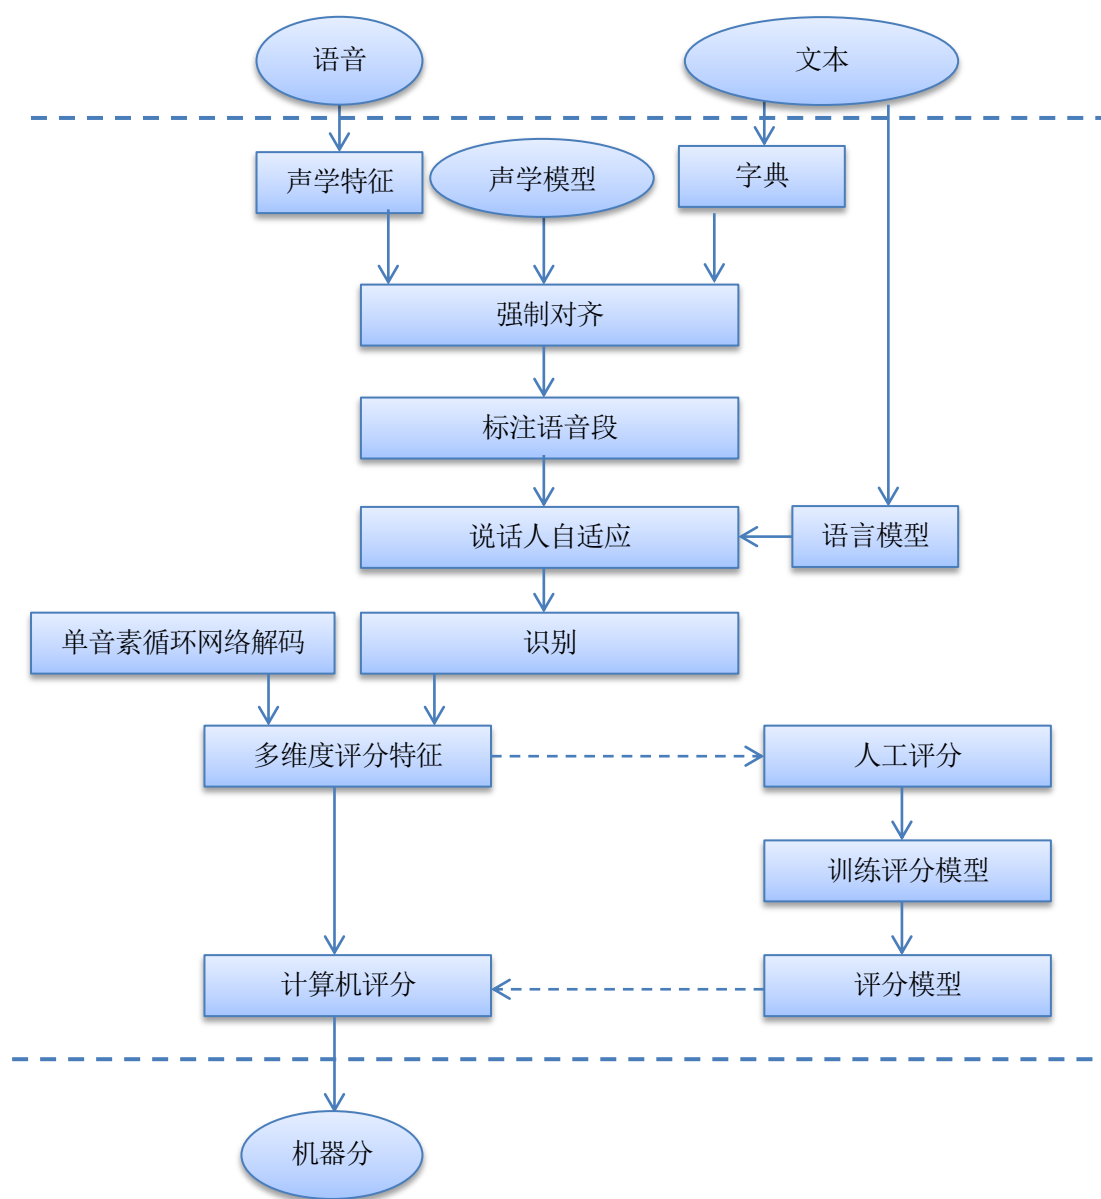 语音
文本
声学特征
声学模型
字典
强制对齐
标注语音段
说话人自适应
语言模型
单音素循环网络解码
识别
多维度评分特征
人工评分
训练评分模型
计算机评分
评分模型
机器分